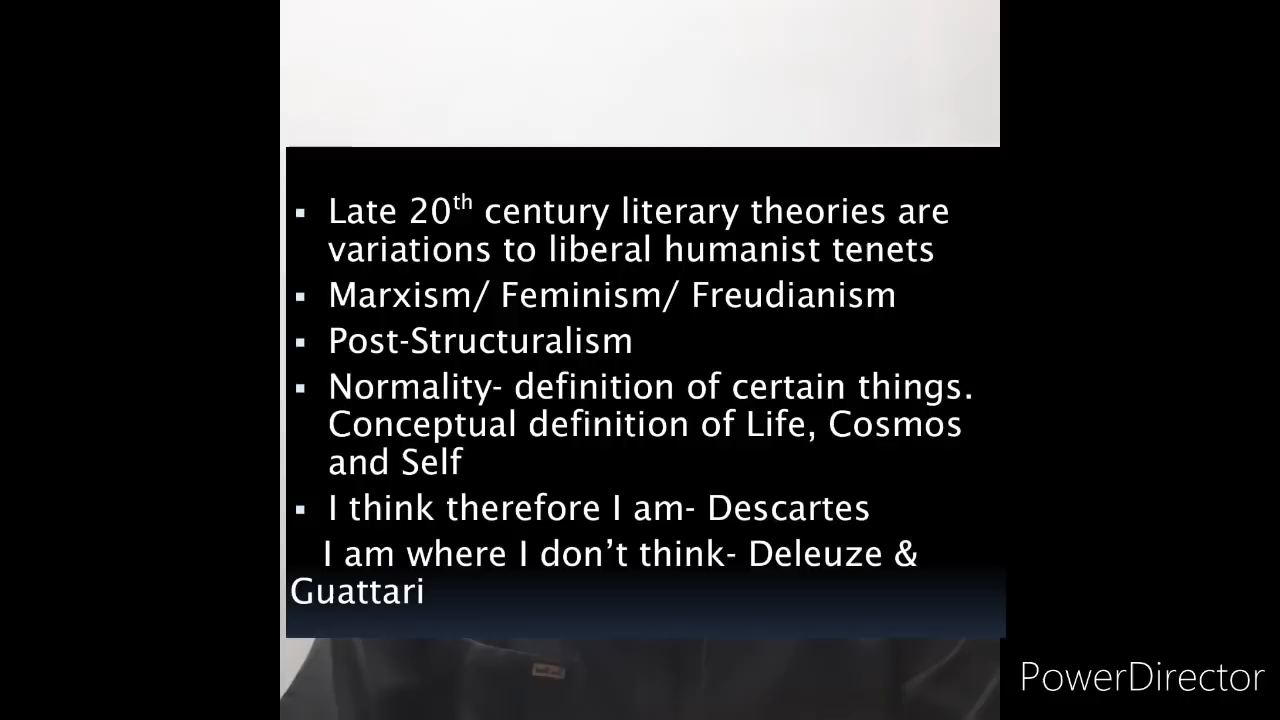 ▪ Late 20th century literary theories are
variations to liberal humanist tenets
▪ Marxism/ Feminism/ Freudianism
▪ Post-Structuralism
▪ Normality- definition of certain things.
Conceptual definition of Life, Cosmos
and Self
▪ I think therefore I am- Descartes
I am where I don’t think- Deleuze &
Guattari
PowerDirector